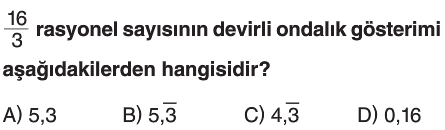 16/3 rasyonel sayısının devirli ondalık gösterimi
aşağıdakilerden hangisidir?
A) 5,3 B) 5,3̅ C) 4,3̅ D) 0,16